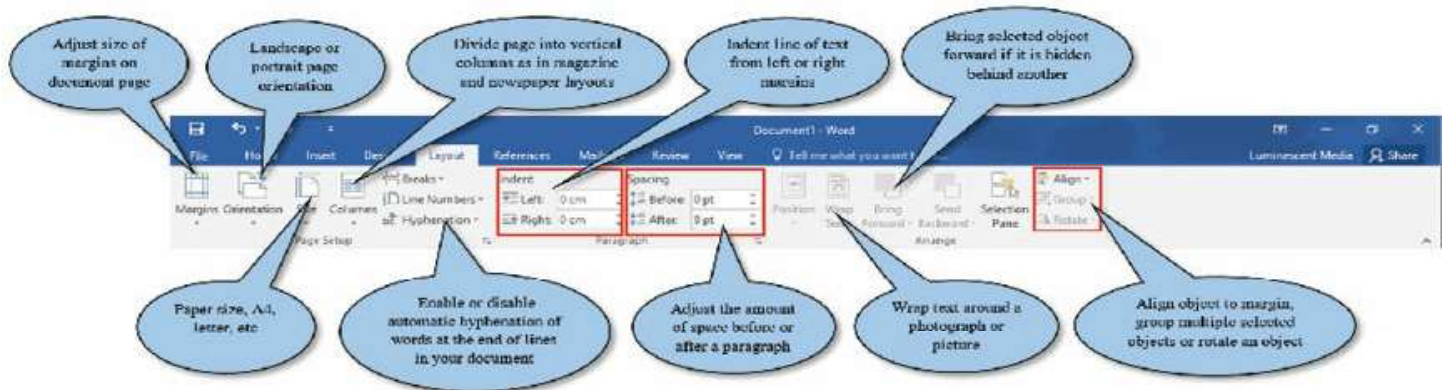 Adjust size of
margins on
document page
Landscape or
portrait page
orientation
Divide page into vertical
columns as in magazine
and newspaper layouts
Indent line of text
from left or right
margins
Bring selected object
forward if it is hidden
behind another
Document1 - Word
File Insert Layout References Review View Tell me what you want Luminescent Media Share
Margins Orientation Columns
Breaks
Line Numbers
Hyphenation
Page Setup
Indent
Left: 0 cm
Right: 0 cm
Spacing
Before: 0 pt
After: 0 pt
Paragraph
Position
Wrap
Bring
Forward
Send
Backward
Selection
Pane
Align
Group
Rotate
Arrange
Paper size, A4,
letter, etc
Enable or disable
automatic hyphenation of
words at the end of lines
in your document
Adjust the amount
of space before or
after a paragraph
Wrap text around a
photograph or
picture
Align object to margin,
group multiple selected
objects or rotate an object